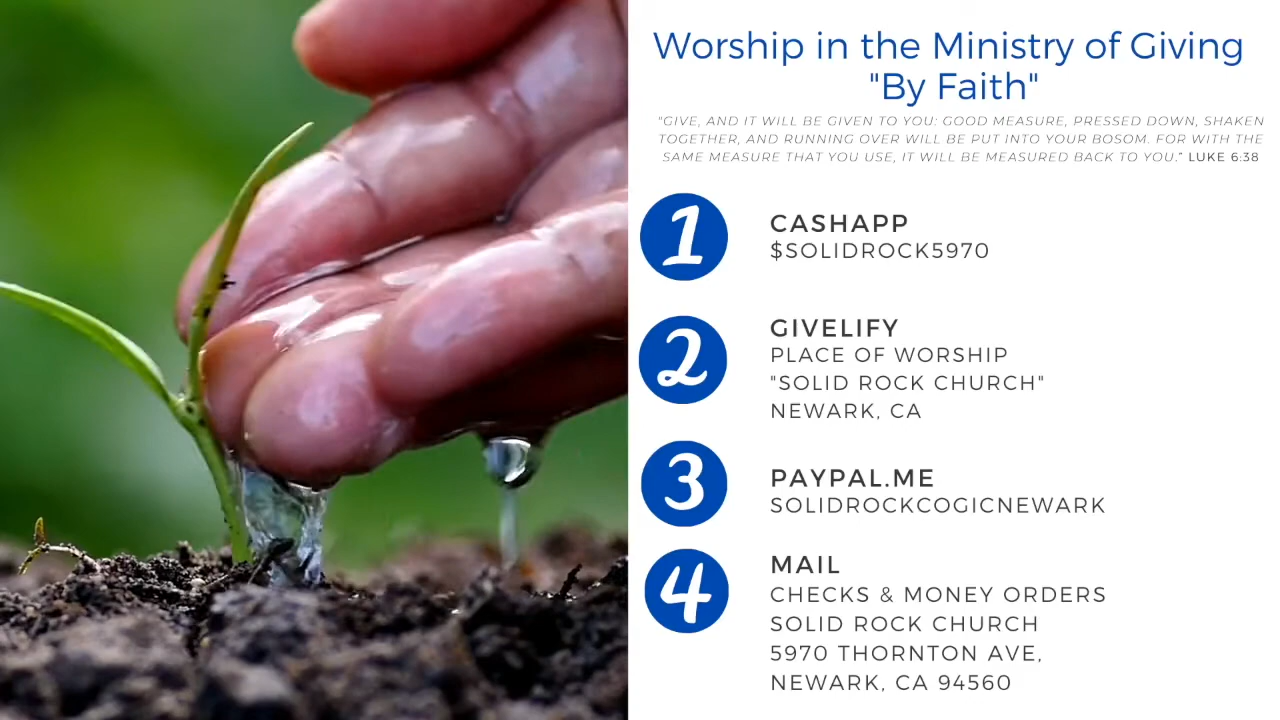 Worship in the Ministry of Giving
"By Faith"
"GIVE, AND IT WILL BE GIVEN TO YOU: GOOD MEASURE, PRESSED DOWN, SHAKEN
TOGETHER, AND RUNNING OVER WILL BE PUT INTO YOUR BOSOM. FOR WITH THE
SAME MEASURE THAT YOU USE, IT WILL BE MEASURED BACK TO YOU." LUKE 6:38
1
CASHAPP
$SOLIDROCK5970
2
GIVELIFY
PLACE OF WORSHIP
"SOLID ROCK CHURCH"
NEWARK, CA
3
PAYPAL.ME
SOLIDROCKCOGICNEWARK
4
MAIL
CHECKS & MONEY ORDERS
SOLID ROCK CHURCH
5970 THORNTON AVE,
NEWARK, CA 94560